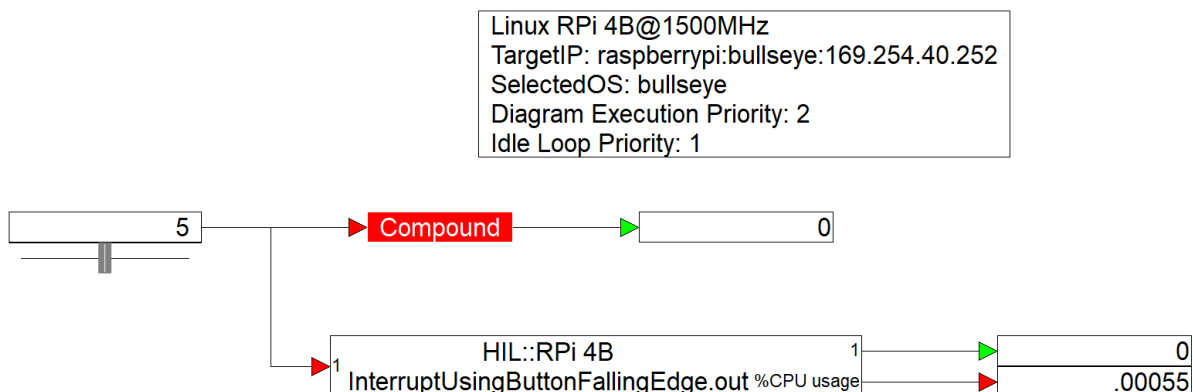 Linux RPi 4B@1500MHz
TargetIP: raspberrypi:bullseye:169.254.40.252
SelectedOS: bullseye
Diagram Execution Priority: 2
Idle Loop Priority: 1
5
Compound
0
HIL::RPi 4B
1
0
1
InterruptUsingButtonFallingEdge.out
%CPU usage
.00055